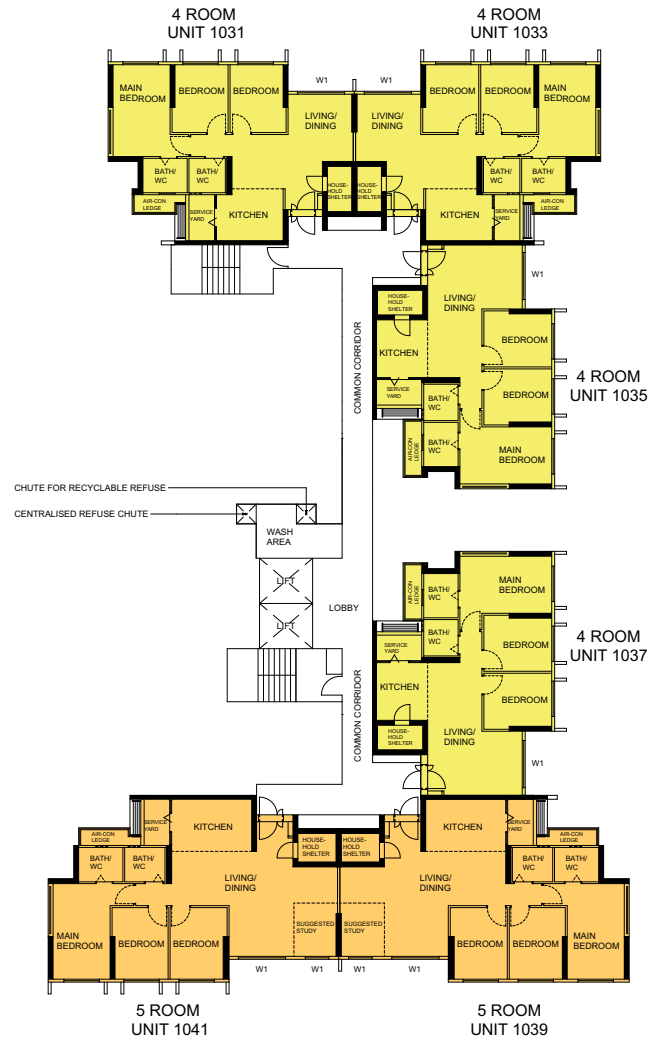 4 ROOM
UNIT 1031
4 ROOM
UNIT 1033
W1
W1
MAIN
BEDROOM
BEDROOM
BEDROOM
LIVING/
DINING
LIVING/
DINING
BEDROOM
BEDROOM
MAIN
BEDROOM
BATH/
WC
BATH/
WC
HOUSE-
HOLD
SHELTER
HOUSE-
HOLD
SHELTER
BATH/
WC
BATH/
WC
AIR-CON
LEDGE
SERVICE
YARD
KITCHEN
KITCHEN
SERVICE
YARD
AIR-CON
LEDGE
W1
HOUSE-
HOLD
SHELTER
LIVING/
DINING
COMMON CORRIDOR
KITCHEN
BEDROOM
4 ROOM
UNIT 1035
SERVICE
YARD
BATH/
WC
BEDROOM
AIR-CON
LEDGE
BATH/
WC
MAIN
BEDROOM
CHUTE FOR RECYCLABLE REFUSE
CENTRALISED REFUSE CHUTE
WASH
AREA
LIFT
LIFT
LOBBY
AIR-CON
LEDGE
BATH/
WC
MAIN
BEDROOM
SERVICE
YARD
BATH/
WC
BEDROOM
4 ROOM
UNIT 1037
KITCHEN
BEDROOM
COMMON CORRIDOR
HOUSE-
HOLD
SHELTER
LIVING/
DINING
W1
AIR-CON
LEDGE
SERVICE
YARD
KITCHEN
HOUSE-
HOLD
SHELTER
HOUSE-
HOLD
SHELTER
KITCHEN
SERVICE
YARD
AIR-CON
LEDGE
BATH/
WC
BATH/
WC
LIVING/
DINING
LIVING/
DINING
BATH/
WC
BATH/
WC
MAIN
BEDROOM
BEDROOM
BEDROOM
SUGGESTED
STUDY
SUGGESTED
STUDY
BEDROOM
BEDROOM
MAIN
BEDROOM
W1
W1
W1
W1
5 ROOM
UNIT 1041
5 ROOM
UNIT 1039